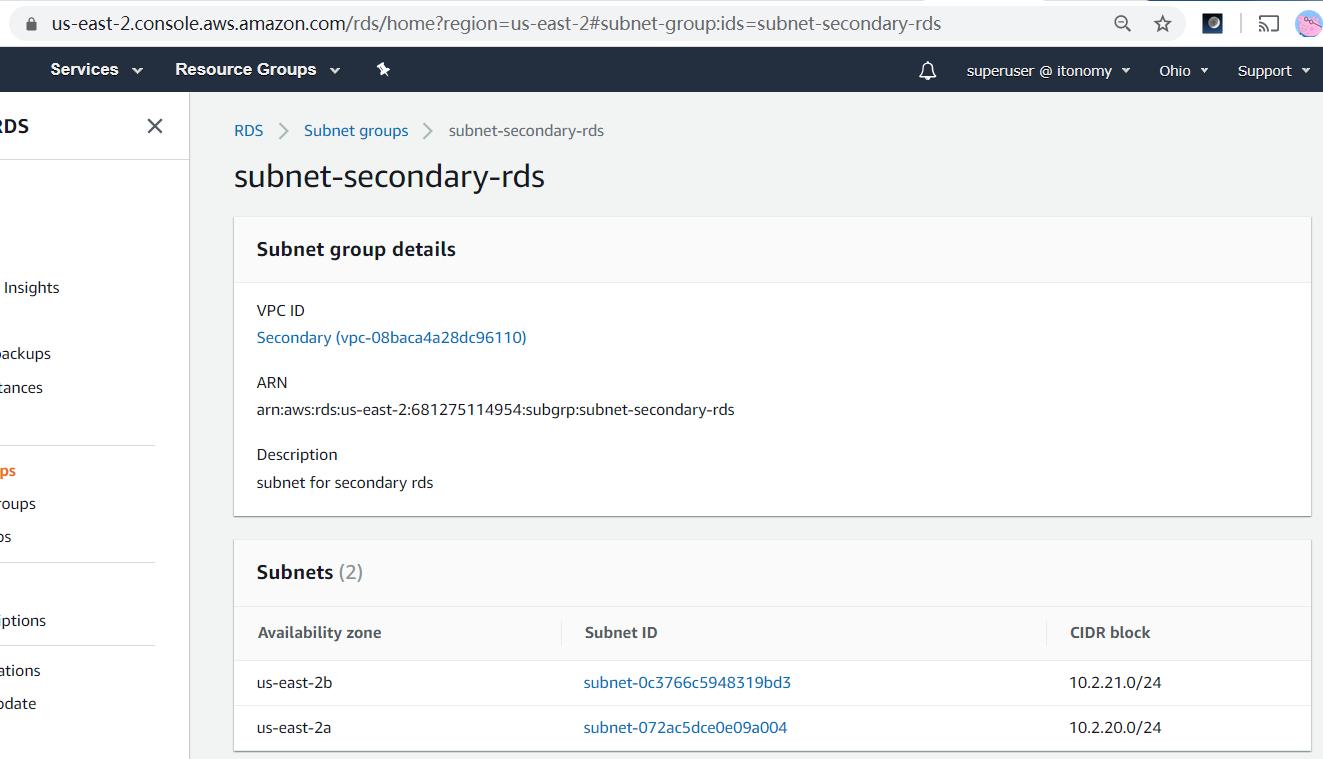 us-east-2.console.aws.amazon.com/rds/home?region=us-east-2#subnet-group:ids=subnet-secondary-rds
Services Resource Groups superuser @ itonomy Ohio Support
RDS
Insights
backups
tances
ps
roups
ps
iptions
ations
pdate
RDS Subnet groups subnet-secondary-rds
subnet-secondary-rds
Subnet group details
VPC ID
Secondary (vpc-08baca4a28dc96110)
ARN
arn:aws:rds:us-east-2:681275114954:subgrp:subnet-secondary-rds
Description
subnet for secondary rds
Subnets (2)
Availability zone Subnet ID CIDR block
us-east-2b subnet-0c3766c5948319bd3 10.2.21.0/24
us-east-2a subnet-072ac5dce0e09a004 10.2.20.0/24